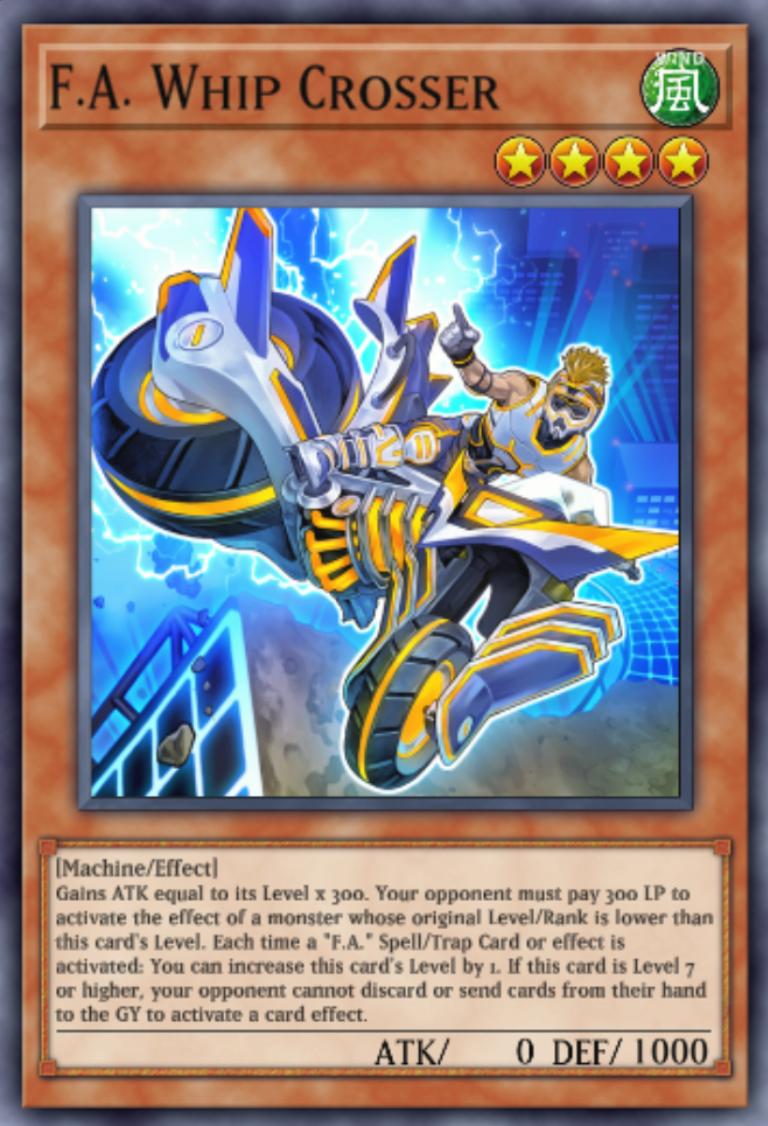 F.A. Whip Crosser
WIND
風
[Machine/Effect]
Gains ATK equal to its Level x 300. Your opponent must pay 300 LP to
activate the effect of a monster whose original Level/Rank is lower than
this card's Level. Each time a "F.A." Spell/Trap Card or effect is
activated: You can increase this card's Level by 1. If this card is Level 7
or higher, your opponent cannot discard or send cards from their hand
to the GY to activate a card effect.
ATK/ 0 DEF/ 1000